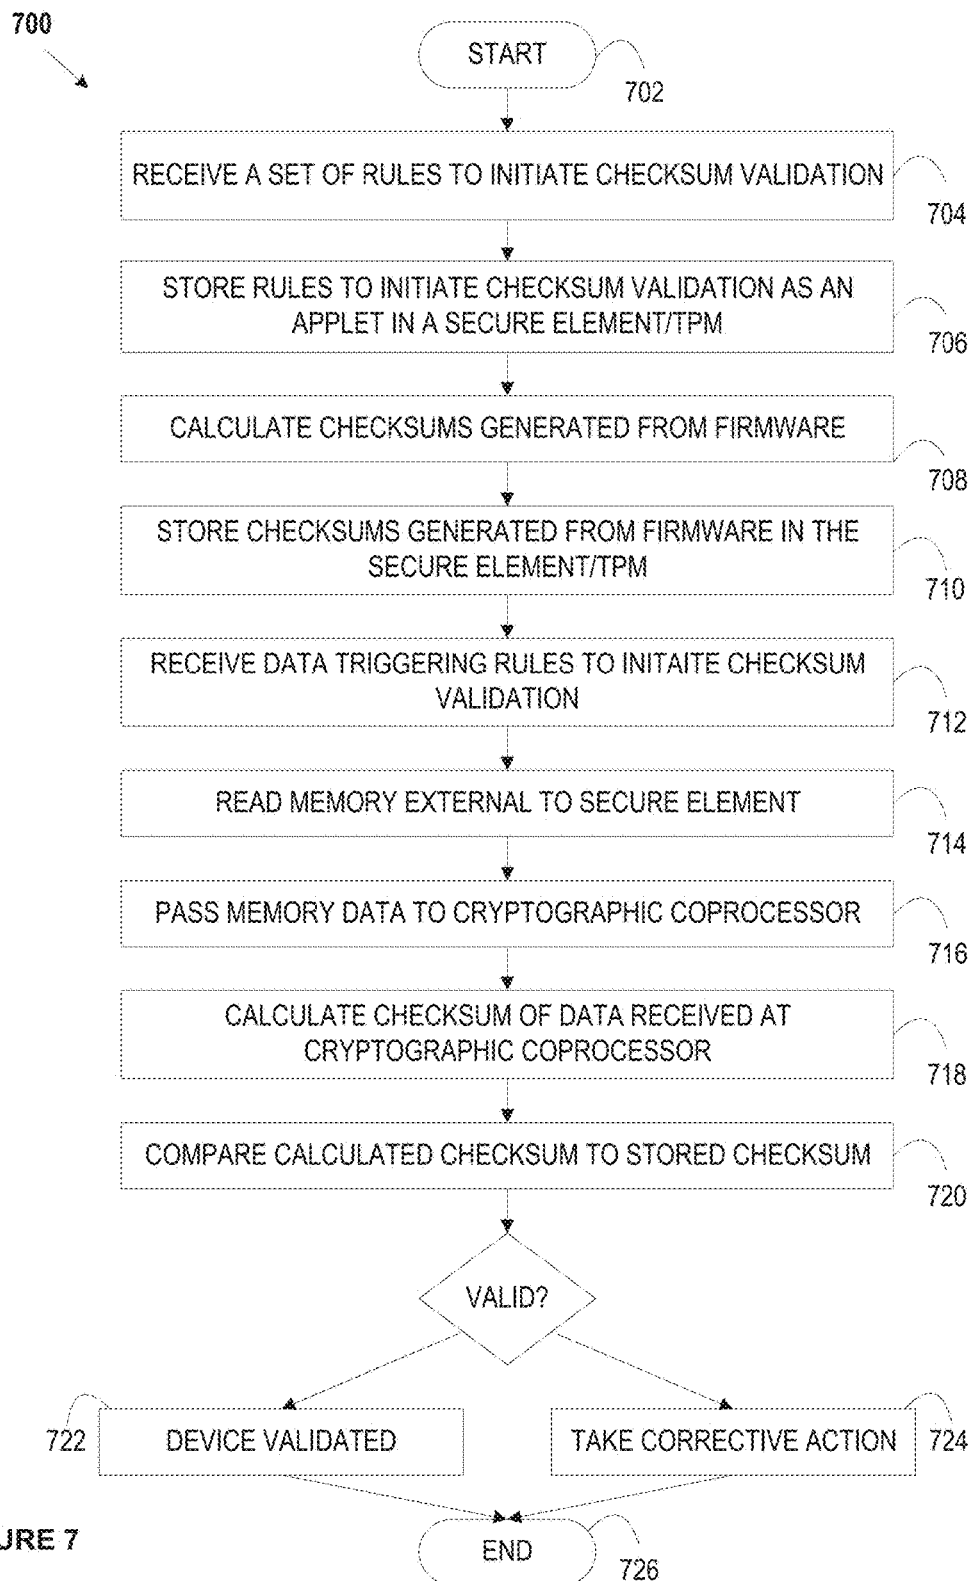 700
START
702
RECEIVE A SET OF RULES TO INITIATE CHECKSUM VALIDATION
704
STORE RULES TO INITIATE CHECKSUM VALIDATION AS AN
APPLET IN A SECURE ELEMENT/TPM
706
CALCULATE CHECKSUMS GENERATED FROM FIRMWARE
708
STORE CHECKSUMS GENERATED FROM FIRMWARE IN THE
SECURE ELEMENT/TPM
710
RECEIVE DATA TRIGGERING RULES TO INITAITE CHECKSUM
VALIDATION
712
READ MEMORY EXTERNAL TO SECURE ELEMENT
714
PASS MEMORY DATA TO CRYPTOGRAPHIC COPROCESSOR
716
CALCULATE CHECKSUM OF DATA RECEIVED AT
CRYPTOGRAPHIC COPROCESSOR
718
COMPARE CALCULATED CHECKSUM TO STORED CHECKSUM
720
VALID?
722
DEVICE VALIDATED
TAKE CORRECTIVE ACTION
724
URE 7
END
726